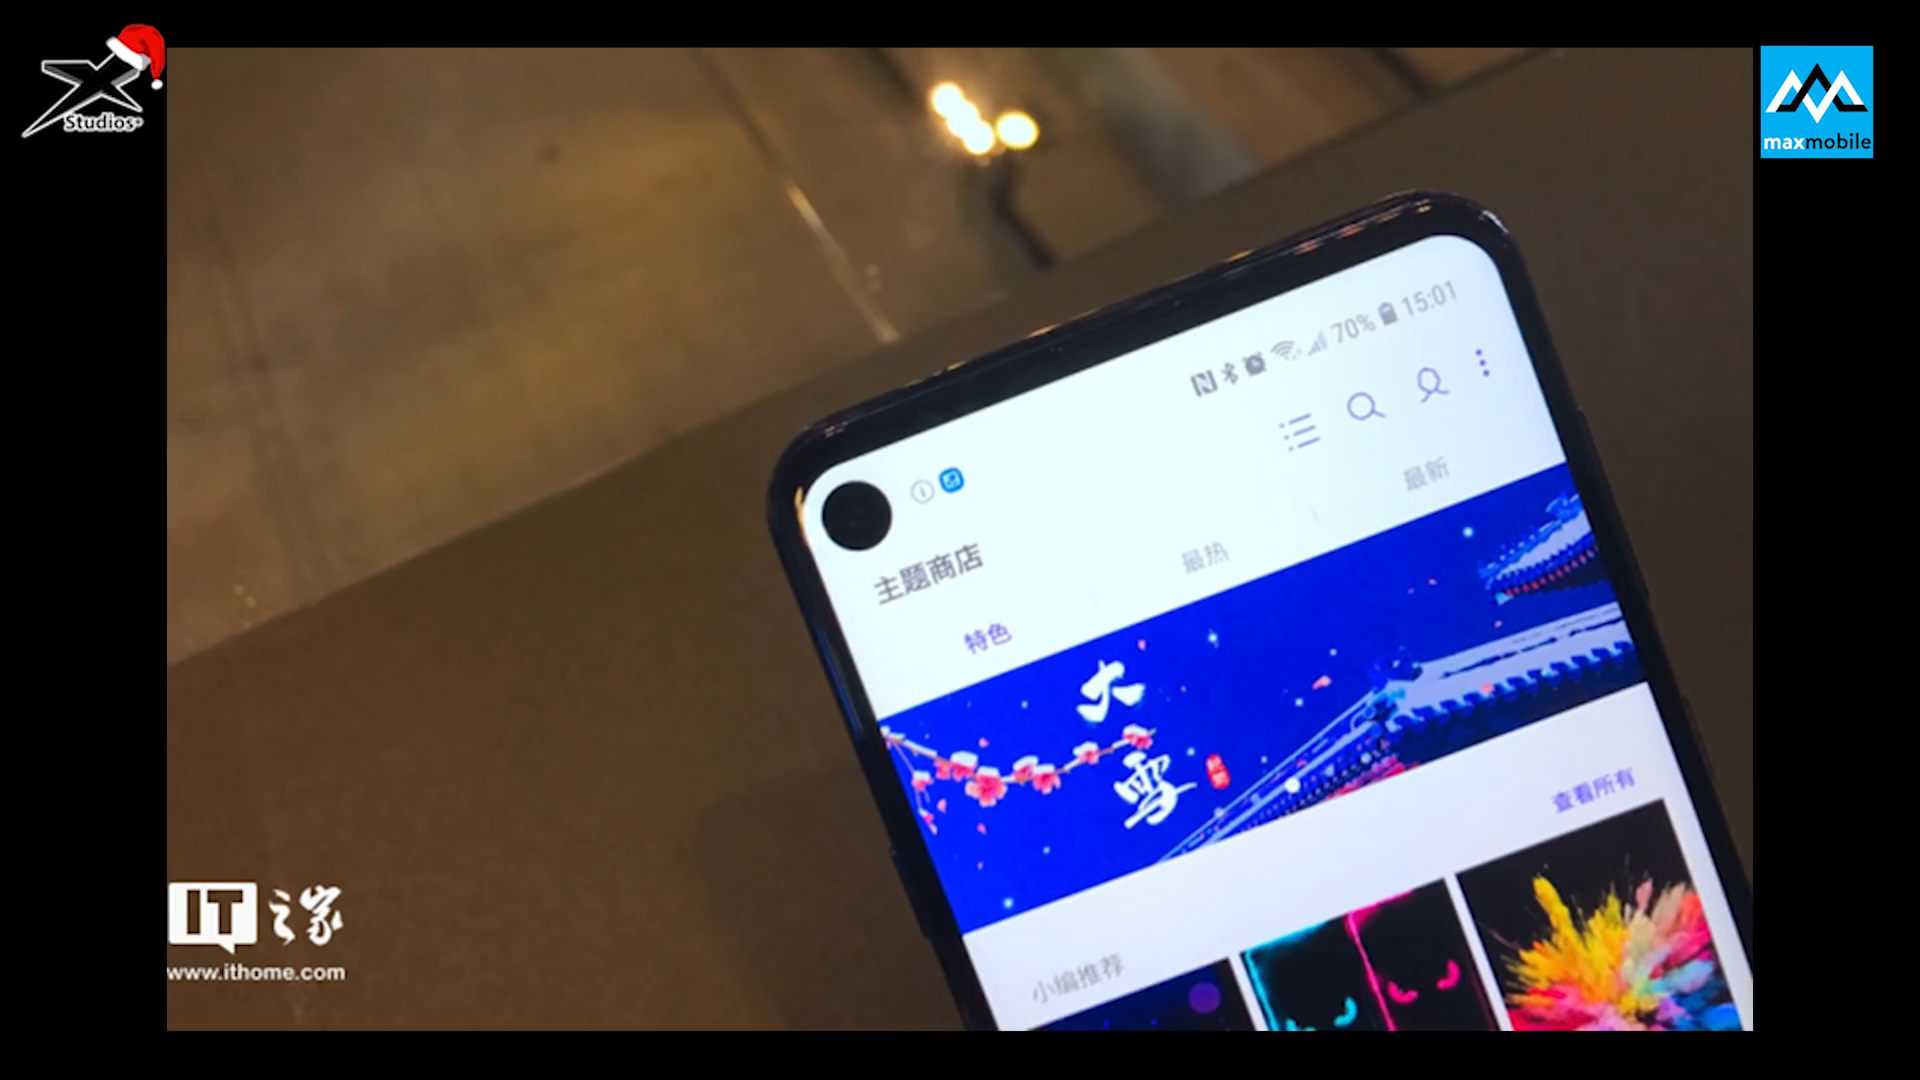 Studios
maxmobile
70% 15:01
主题商店
特色
最热
最新
大雪
查看所有
小编推荐
IT之家
www.ithome.com